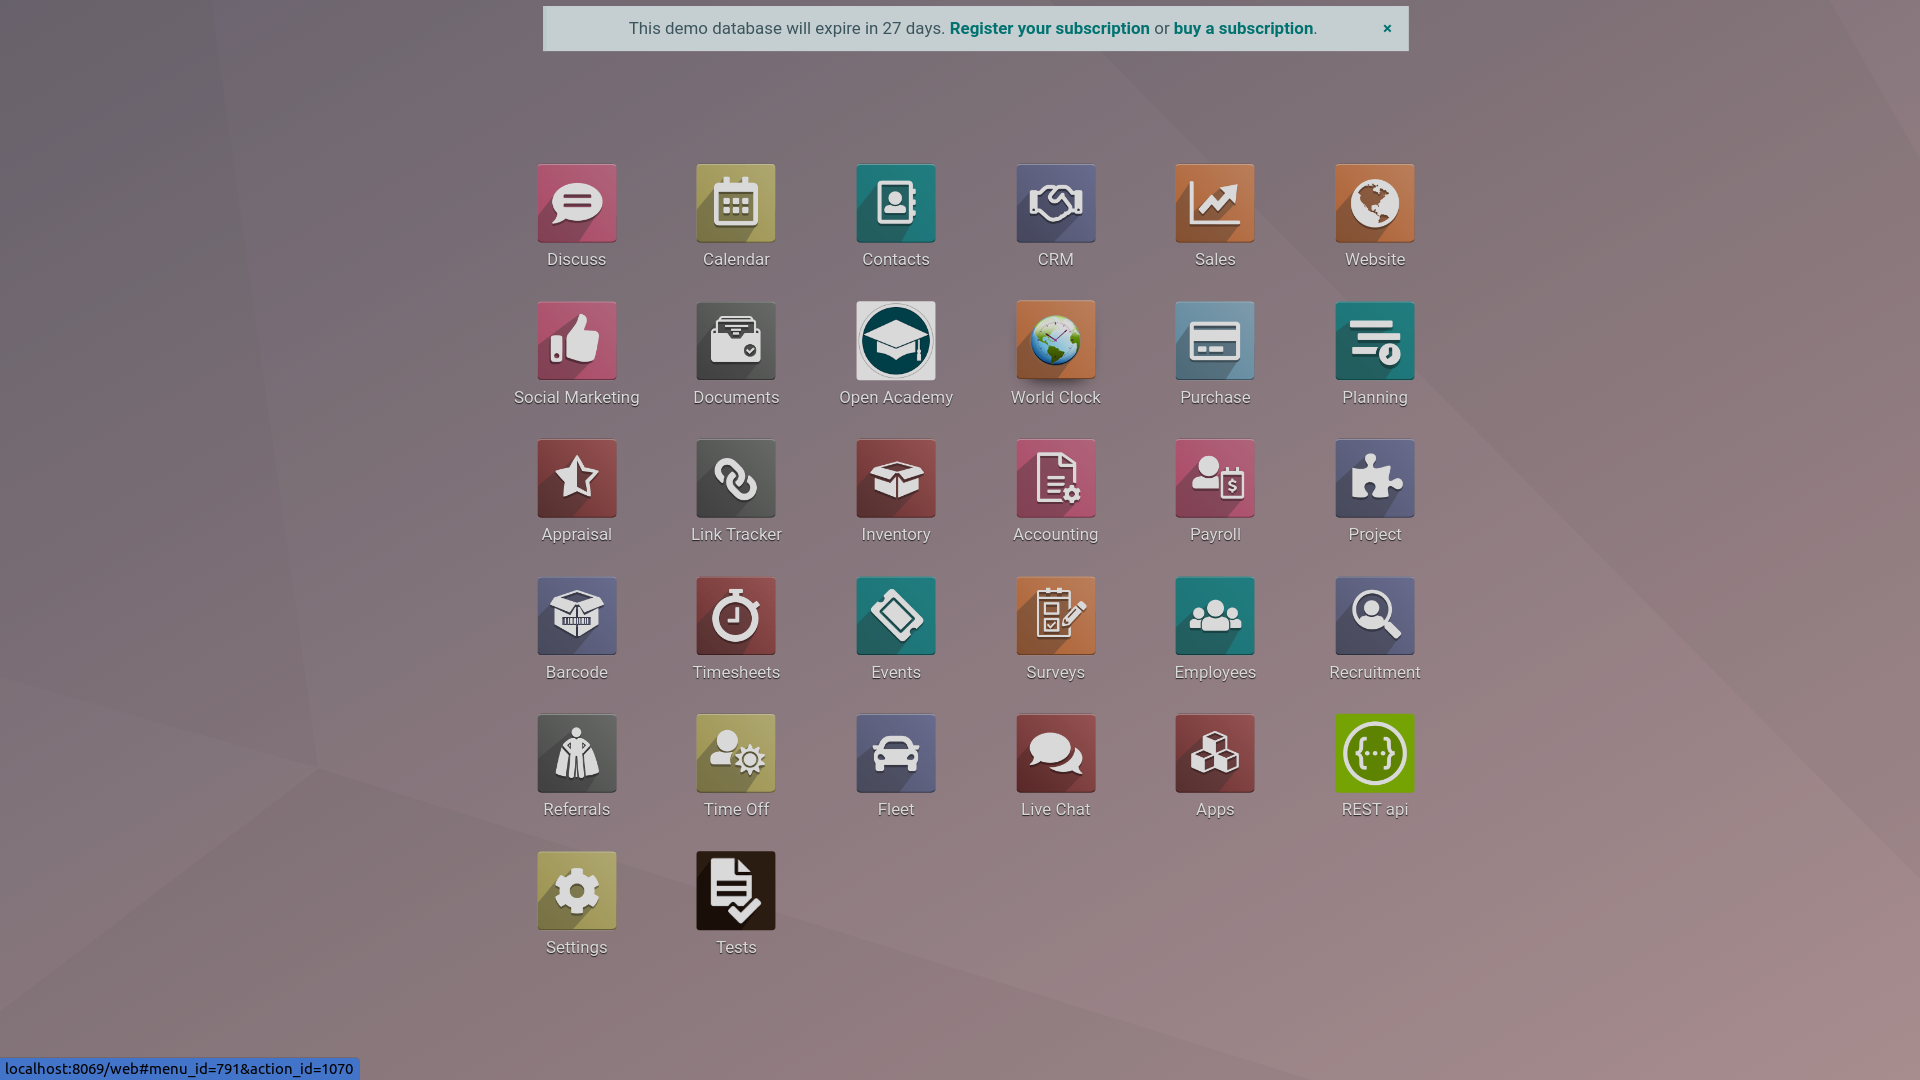 This demo database will expire in 27 days. Register your subscription or buy a subscription. ×
Discuss Calendar Contacts CRM Sales Website
Social Marketing Documents Open Academy World Clock Purchase Planning
Appraisal Link Tracker Inventory Accounting Payroll Project
Barcode Timesheets Events Surveys Employees Recruitment
Referrals Time Off Fleet Live Chat Apps REST api
Settings Tests
localhost:8069/web#menu_id=791&action_id=1070